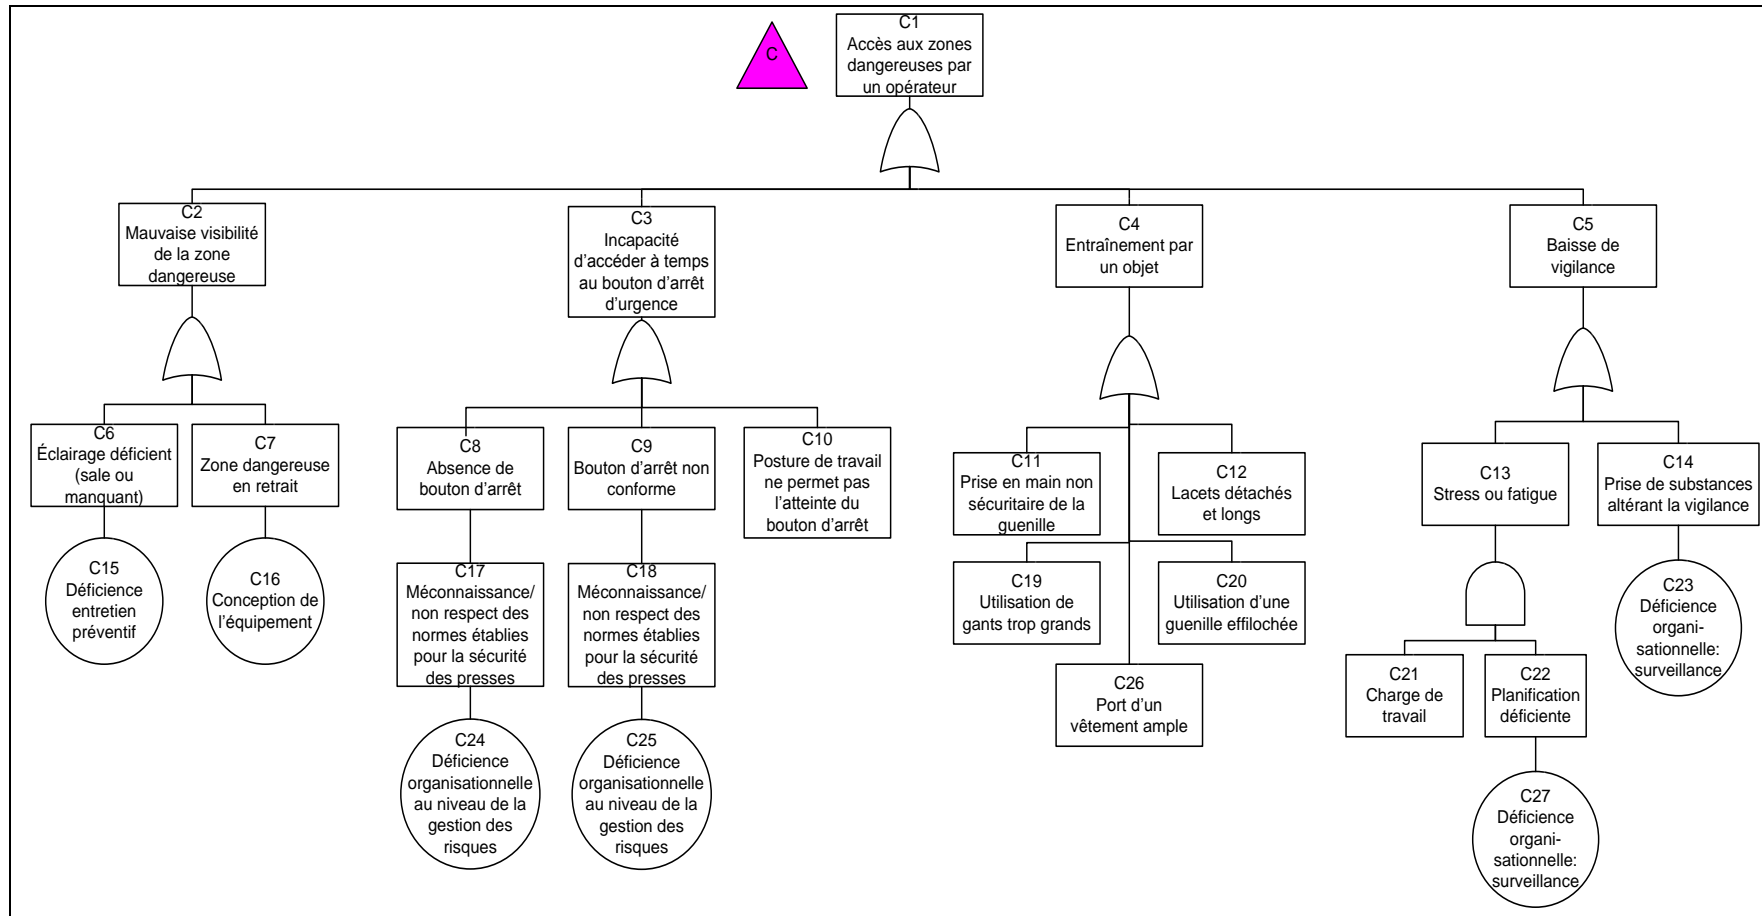 C
C1
Accès aux zones
dangereuses par
un opérateur
C2
Mauvaise visibilité
de la zone
dangereuse
C3
Incapacité
d'accéder à temps
au bouton d'arrêt
d'urgence
C4
Entraînement par
un objet
C5
Baisse de
vigilance
C6
Éclairage déficient
(sale ou
manquant)
C7
Zone dangereuse
en retrait
C8
Absence de
bouton d'arrêt
C9
Bouton d'arrêt non
conforme
C10
Posture de travail
ne permet pas
l'atteinte du
bouton d'arrêt
C11
Prise en main non
sécuritaire de la
guenille
C12
Lacets détachés
et longs
C13
Stress ou fatigue
C14
Prise de substances
altérant la vigilance
C15
Déficience
entretien
préventif
C16
Conception de
l'équipement
C17
Méconnaissance/
non respect des
normes établies
pour la sécurité
des presses
C18
Méconnaissance/
non respect des
normes établies
pour la sécurité
des presses
C19
Utilisation de
gants trop grands
C20
Utilisation d'une
guenille effilochée
C21
Charge de
travail
C22
Planification
déficiente
C23
Déficience
organi-
sationnelle:
surveillance
C24
Déficience
organisationnelle
au niveau de la
gestion des
risques
C25
Déficience
organisationnelle
au niveau de la
gestion des
risques
C26
Port d'un
vêtement ample
C27
Déficience
organi-
sationnelle:
surveillance